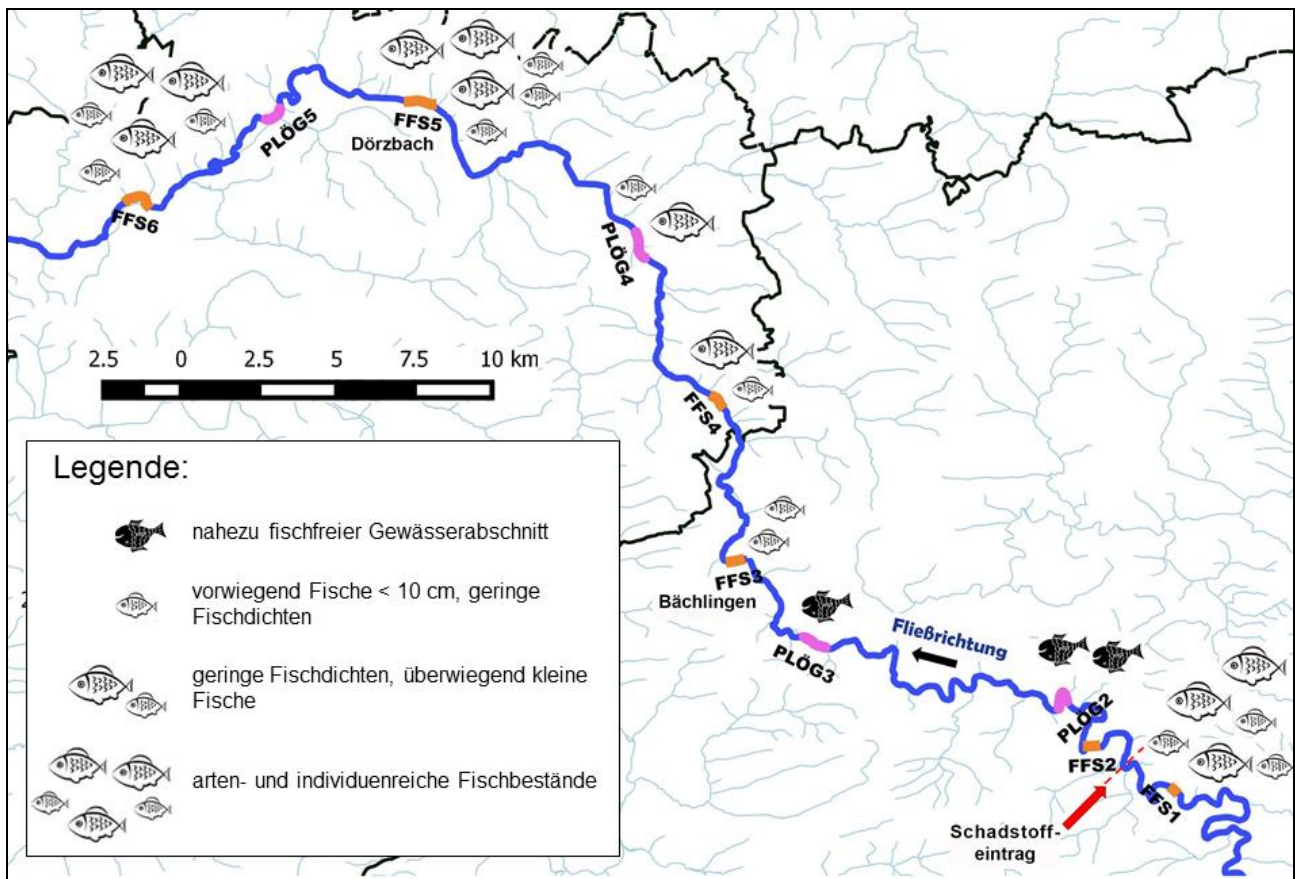 FFS5
Dörzbach
PLÖG5
FFS6
PLÖG4
2.5 0 2.5 5 7.5 10 km
FFS4
FFS3
Bächlingen
PLÖG3
Fließrichtung
PLÖG2
FFS2
FFS1
Schadstoff-
eintrag
Legende:
nahezu fischfreier Gewässerabschnitt
vorwiegend Fische < 10 cm, geringe
Fischdichten
geringe Fischdichten, überwiegend kleine
Fische
arten- und individuenreiche Fischbestände